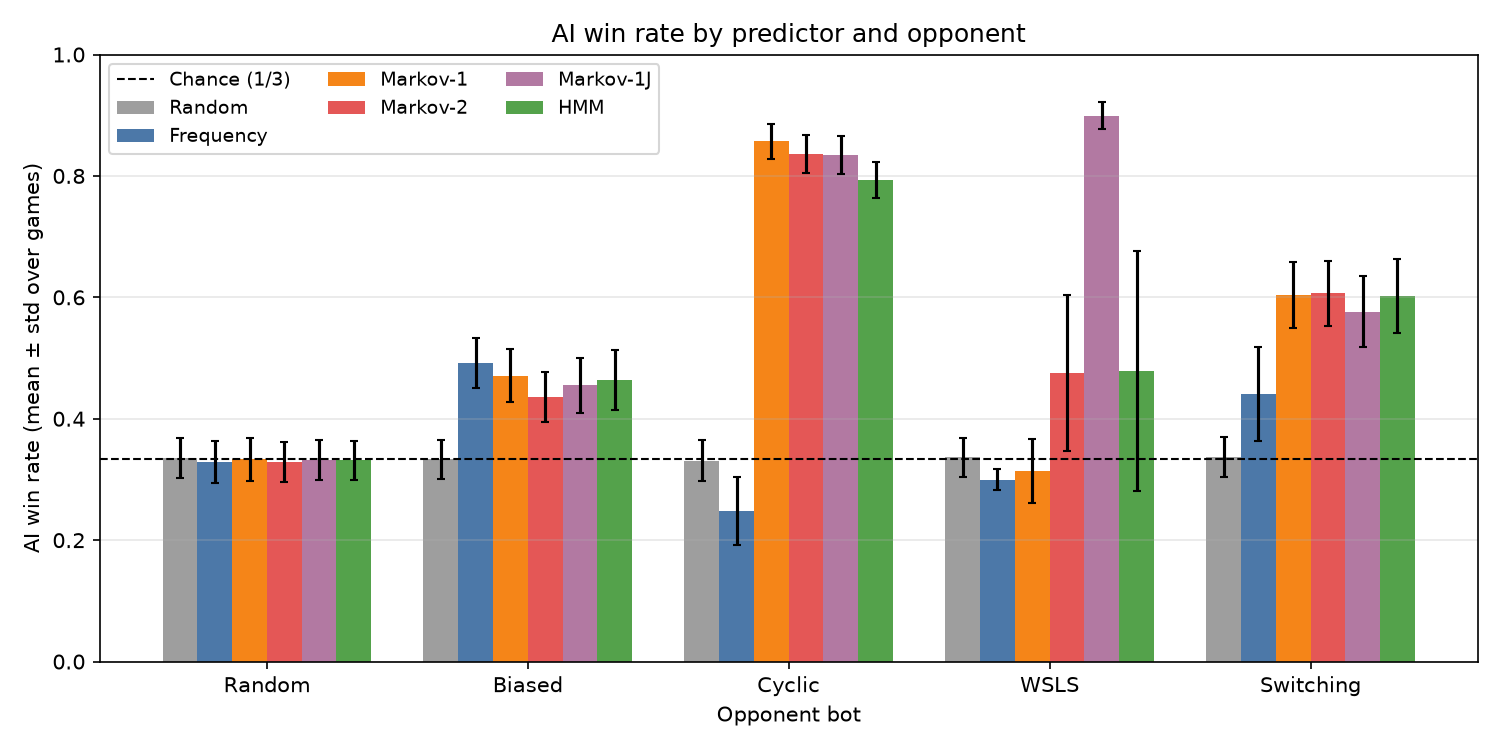 AI win rate by predictor and opponent
Chance (1/3)
Random
Frequency
Markov-1
Markov-2
Markov-1J
HMM
AI win rate (mean ± std over games)
1.0
0.8
0.6
0.4
0.2
0.0
Random
Biased
Cyclic
WSLS
Switching
Opponent bot